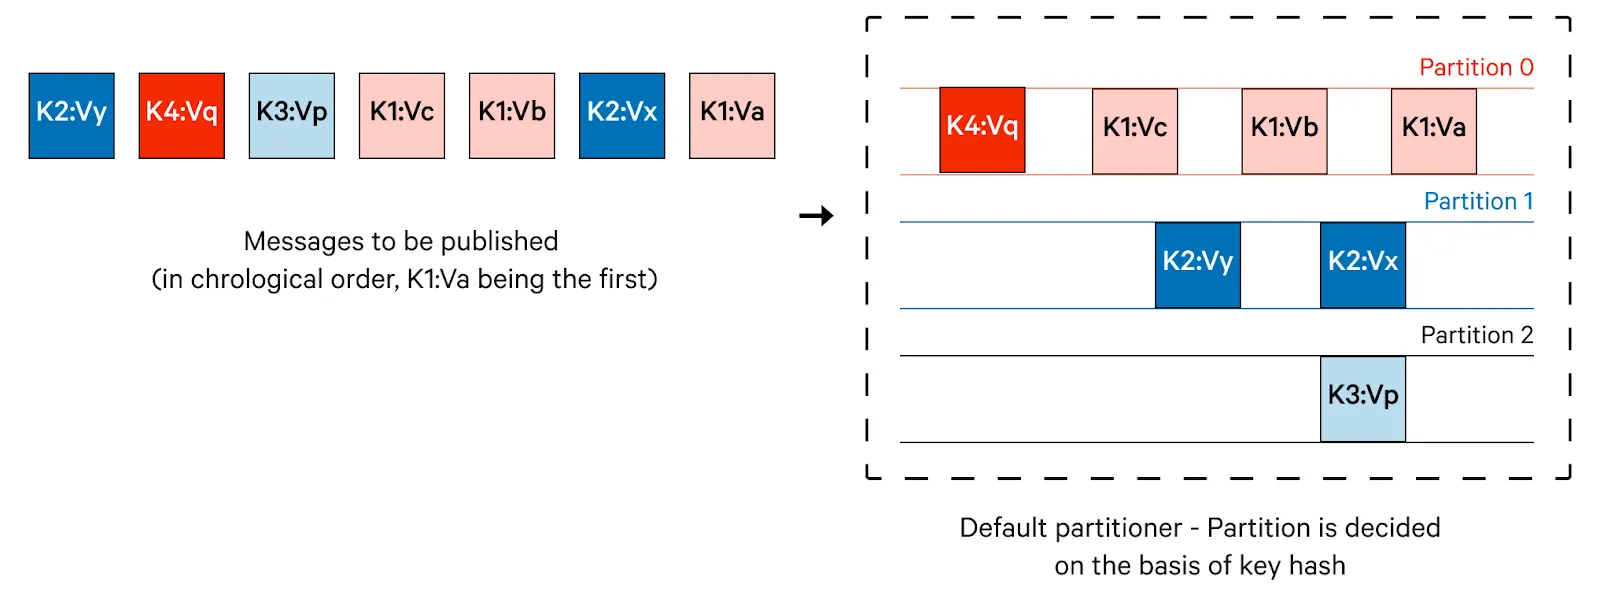 K2:Vy K4:Vq K3:Vp K1:Vc K1:Vb K2:Vx K1:Va
Messages to be published
(in chrological order, K1:Va being the first)
Partition 0
K4:Vq K1:Vc K1:Vb K1:Va
Partition 1
K2:Vy K2:Vx
Partition 2
K3:Vp
Default partitioner - Partition is decided
on the basis of key hash